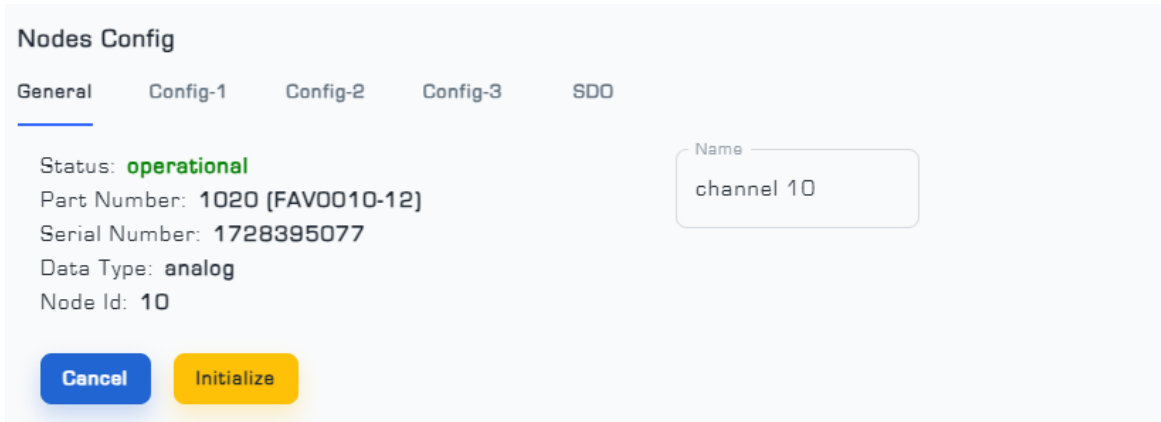 Nodes Config
General Config-1 Config-2 Config-3 SDO
Status: operational
Part Number: 1020 (FAV0010-12)
Serial Number: 1728395077
Data Type: analog
Node Id: 10
Name
channel 10
Cancel Initialize